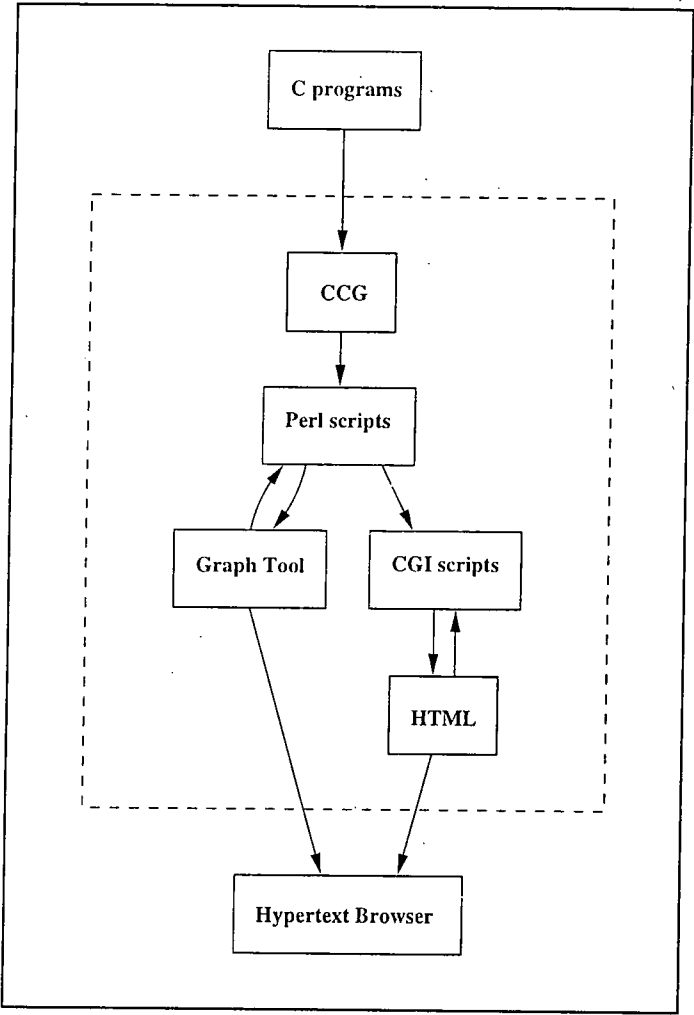 C programs
CCG
Perl scripts
Graph Tool
CGI scripts
HTML
Hypertext Browser